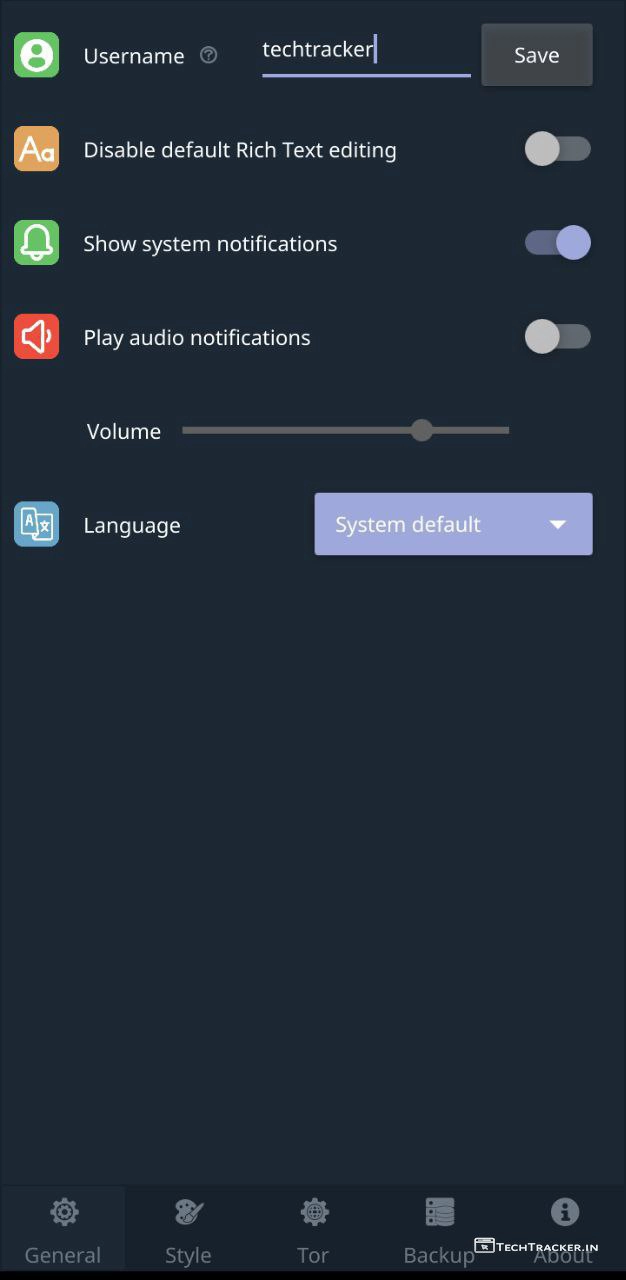 Username techtracker Save
Aa Disable default Rich Text editing
Show system notifications
Play audio notifications
Volume
A Language System default
General Style Tor Backup About
TECHTRACKER.IN